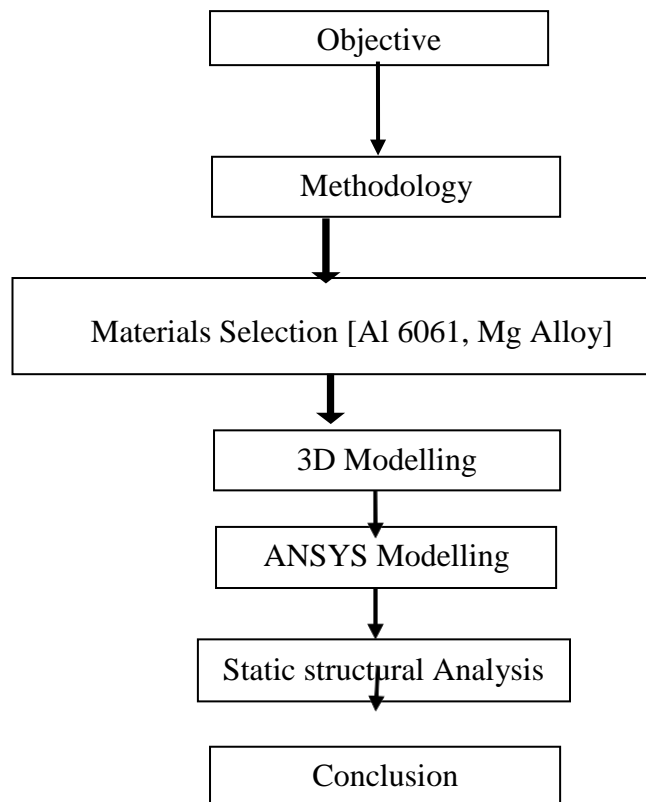 Objective
Methodology
Materials Selection [Al 6061, Mg Alloy]
3D Modelling
ANSYS Modelling
Static structural Analysis
Conclusion